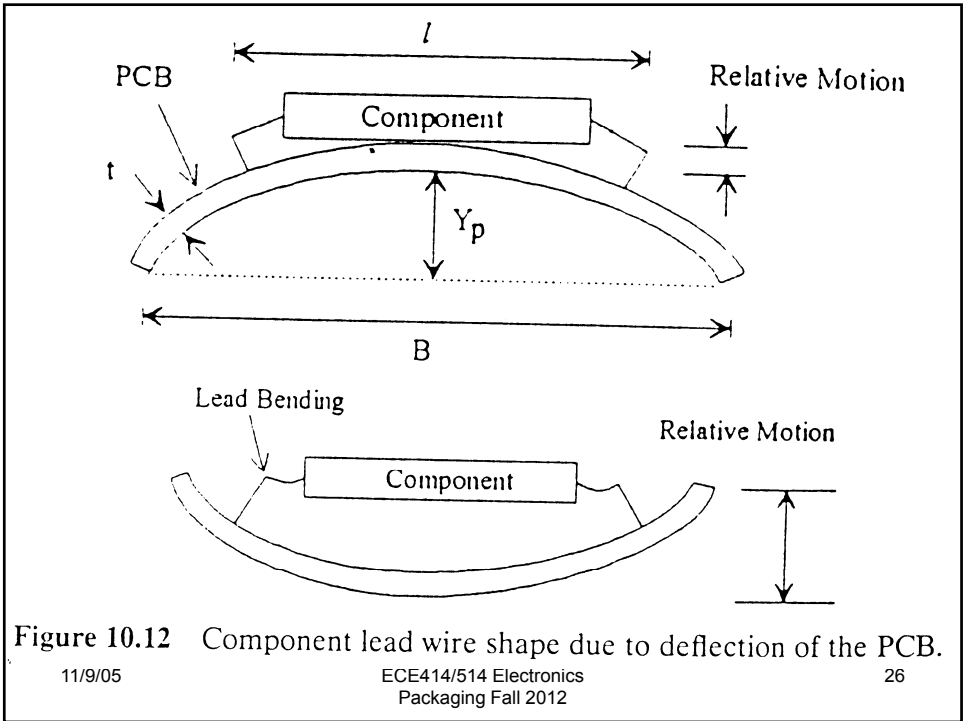 l
PCB
Relative Motion
Component
t
Yp
B
Lead Bending
Relative Motion
Component
Figure 10.12 Component lead wire shape due to deflection of the PCB.
11/9/05
ECE414/514 Electronics
Packaging Fall 2012
26